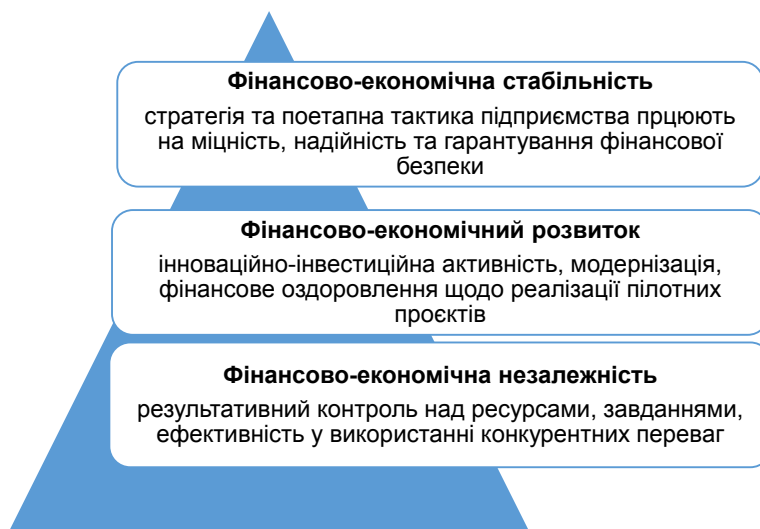 Фінансово-економічна стабільність
стратегія та поетапна тактика підприємства прцюють
на міцність, надійність та гарантування фінансової
безпеки
Фінансово-економічний розвиток
інноваційно-інвестиційна активність, модернізація,
фінансове оздоровлення щодо реалізації пілотних
проєктів
Фінансово-економічна незалежність
результативний контроль над ресурсами, завданнями,
ефективність у використанні конкурентних переваг